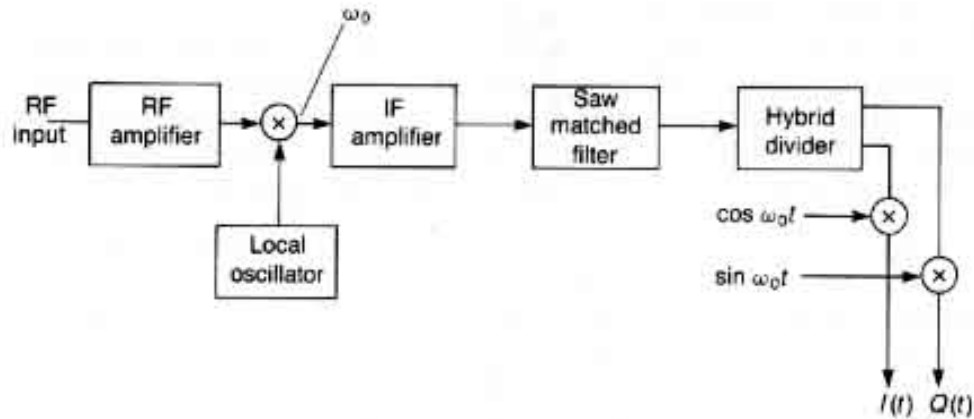 ω₀
RF
input
RF
amplifier
×
IF
amplifier
Saw
matched
filter
Hybrid
divider
Local
oscillator
cos ω₀t
×
sin ω₀t
×
I(t) Q(t)